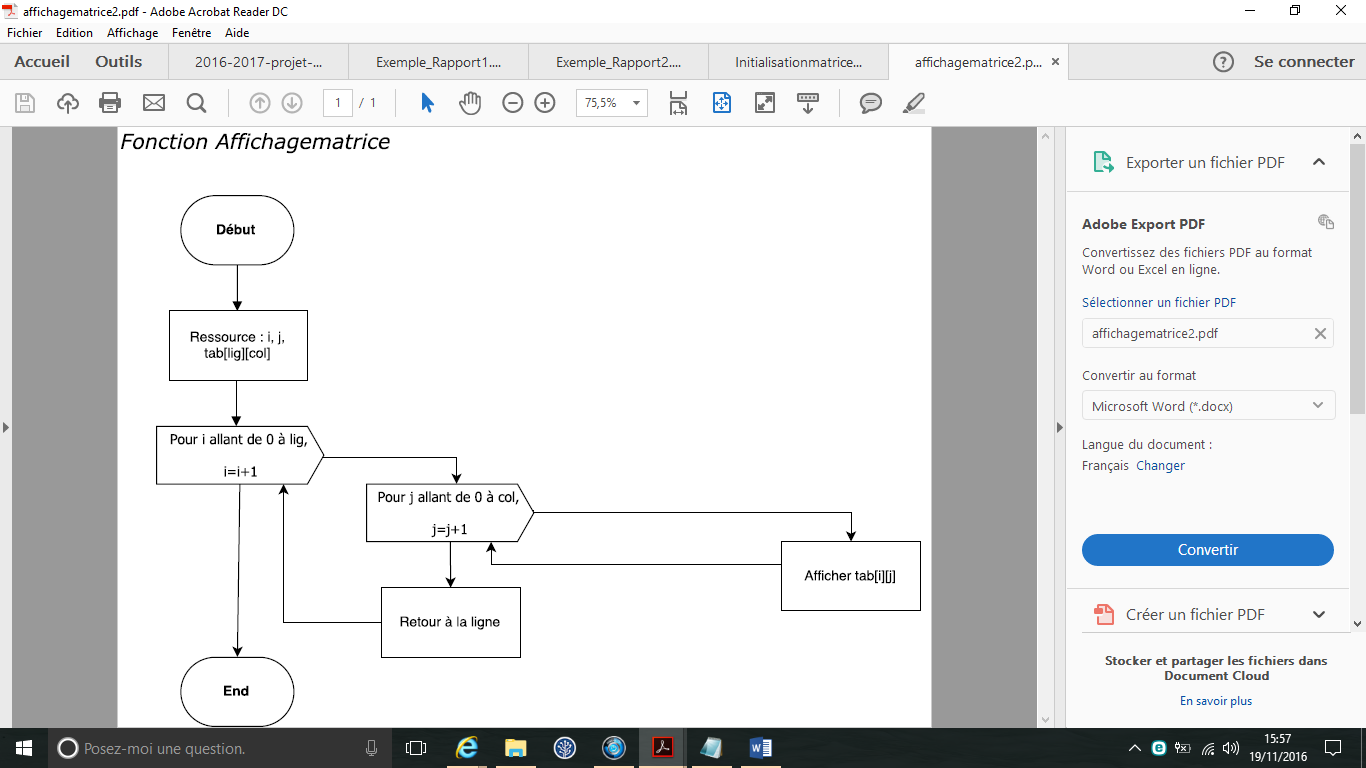 affichagematrice2.pdf - Adobe Acrobat Reader DC
Fichier Edition Affichage Fenêtre Aide
Accueil Outils 2016-2017-projet-... Exemple_Rapport1.... Exemple_Rapport2.... Initialisationmatrice... affichagematrice2.p... Se connecter
1 / 1 75,5%
Fonction Affichagematrice
Début
Ressource : i, j,
tab[lig][col]
Pour i allant de 0 à lig,
i=i+1
Pour j allant de 0 à col,
j=j+1
Afficher tab[i][j]
Retour à la ligne
End
Exporter un fichier PDF
Adobe Export PDF
Convertissez des fichiers PDF au format
Word ou Excel en ligne.
Sélectionner un fichier PDF
affichagematrice2.pdf
Convertir au format
Microsoft Word (*.docx)
Langue du document :
Français Changer
Convertir
Créer un fichier PDF
Stocker et partager les fichiers dans
Document Cloud
En savoir plus
Posez-moi une question.
15:57
19/11/2016